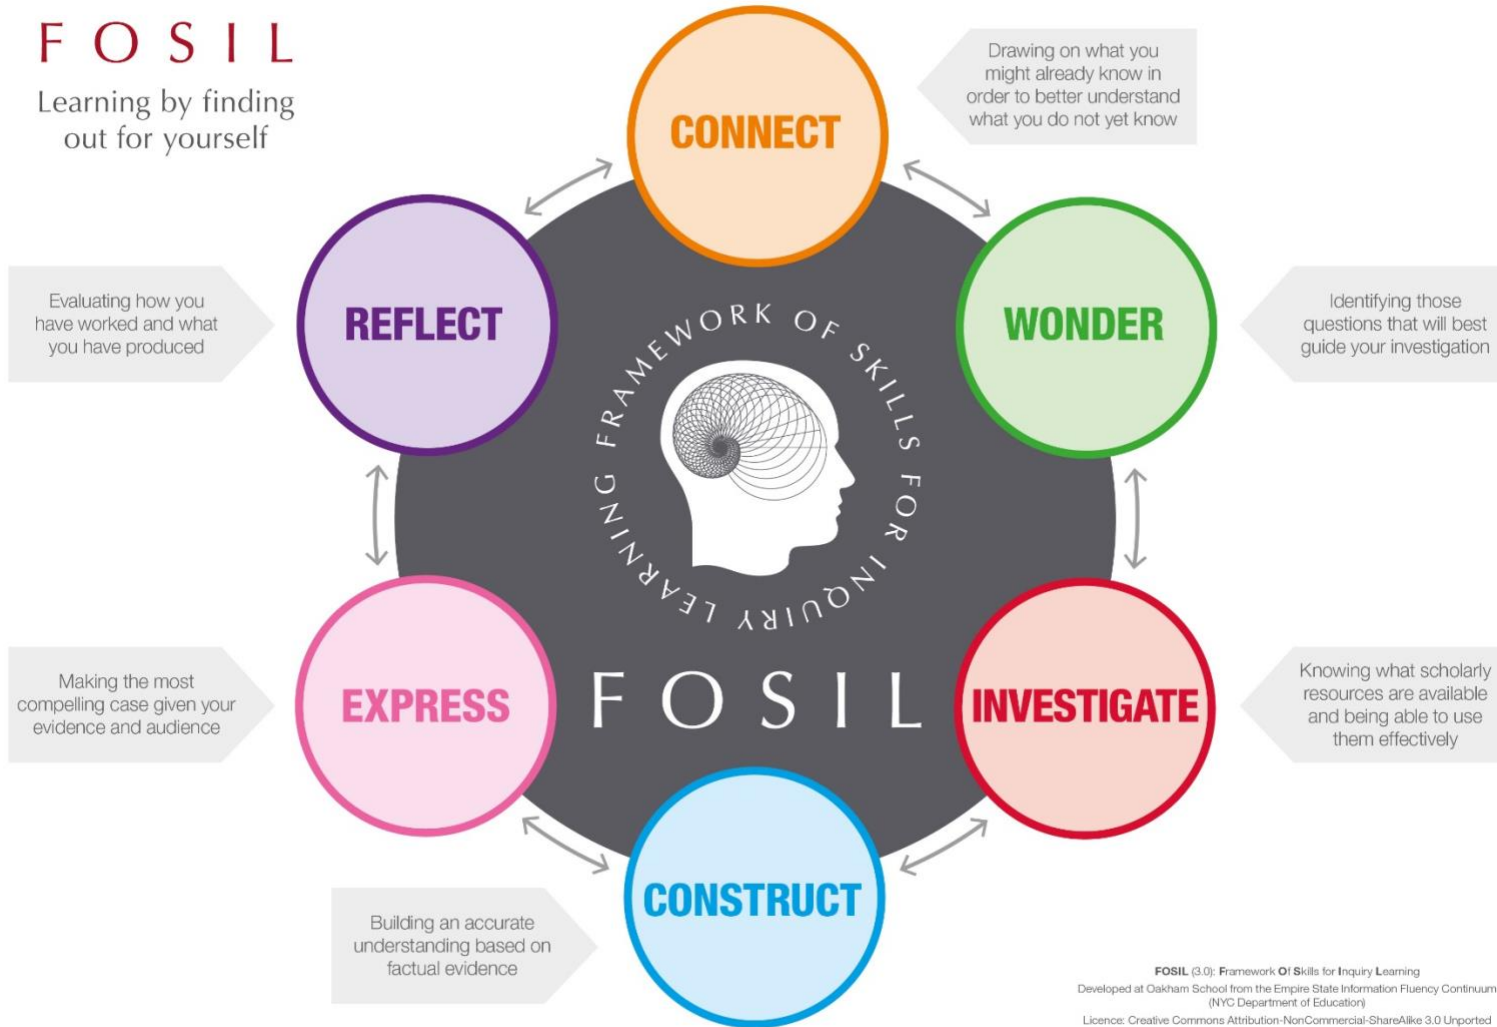 F O S I L
Learning by finding
out for yourself
CONNECT
Drawing on what you
might already know in
order to better understand
what you do not yet know
WONDER
Identifying those
questions that will best
guide your investigation
INVESTIGATE
Knowing what scholarly
resources are available
and being able to use
them effectively
CONSTRUCT
Building an accurate
understanding based on
factual evidence
EXPRESS
Making the most
compelling case given your
evidence and audience
REFLECT
Evaluating how you
have worked and what
you have produced
FRAMEWORK OF SKILLS FOR INQUIRY LEARNING
F O S I L
FOSIL (3.0): Framework Of Skills for Inquiry Learning
Developed at Oakham School from the Empire State Information Fluency Continuum
(NYC Department of Education)
Licence: Creative Commons Attribution-NonCommercial-ShareAlike 3.0 Unported